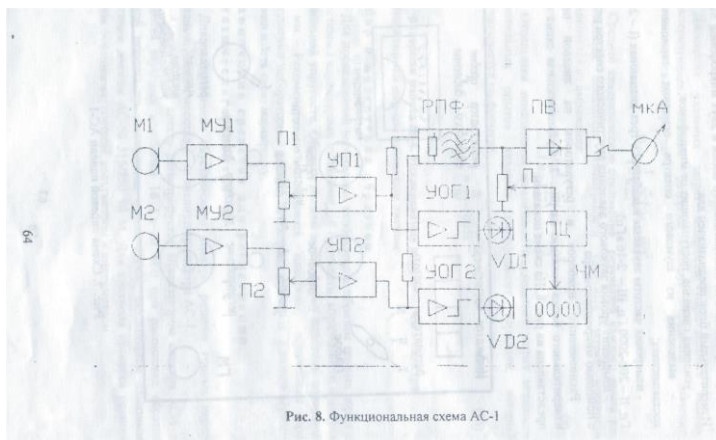 РПФ ПВ мкА
М1 МУ1 П1 УП1
УОГ1 П
М2 МУ2 УП2 ПЦ
VD1 ЧМ
П2 УОГ2 00,00
VD2
64
Рис. 8. Функциональная схема АС-1